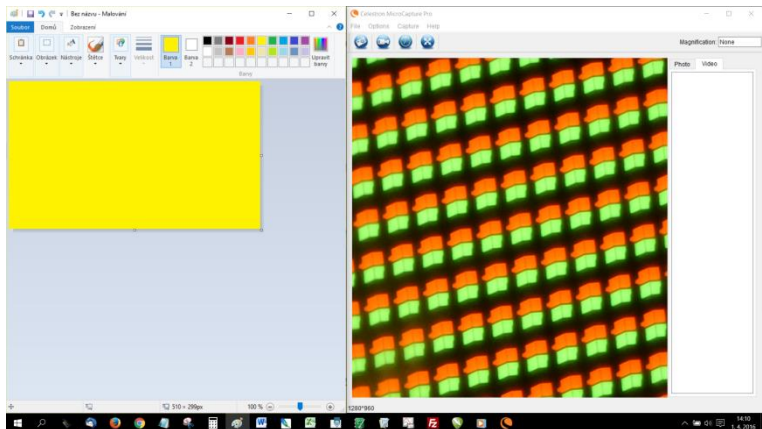 Bez názvu - Malování
Soubor Domů Zobrazení
Schránka Obrázek Nástroje Štětce Tvary Velikost Barva 1 Barva 2 Upravit barvy
Barvy
510 × 299px 100 %
Celestron MicroCapture Pro
File Options Capture Help
Magnification: None
Photo Video
1280*960
14:10
1. 4. 2016